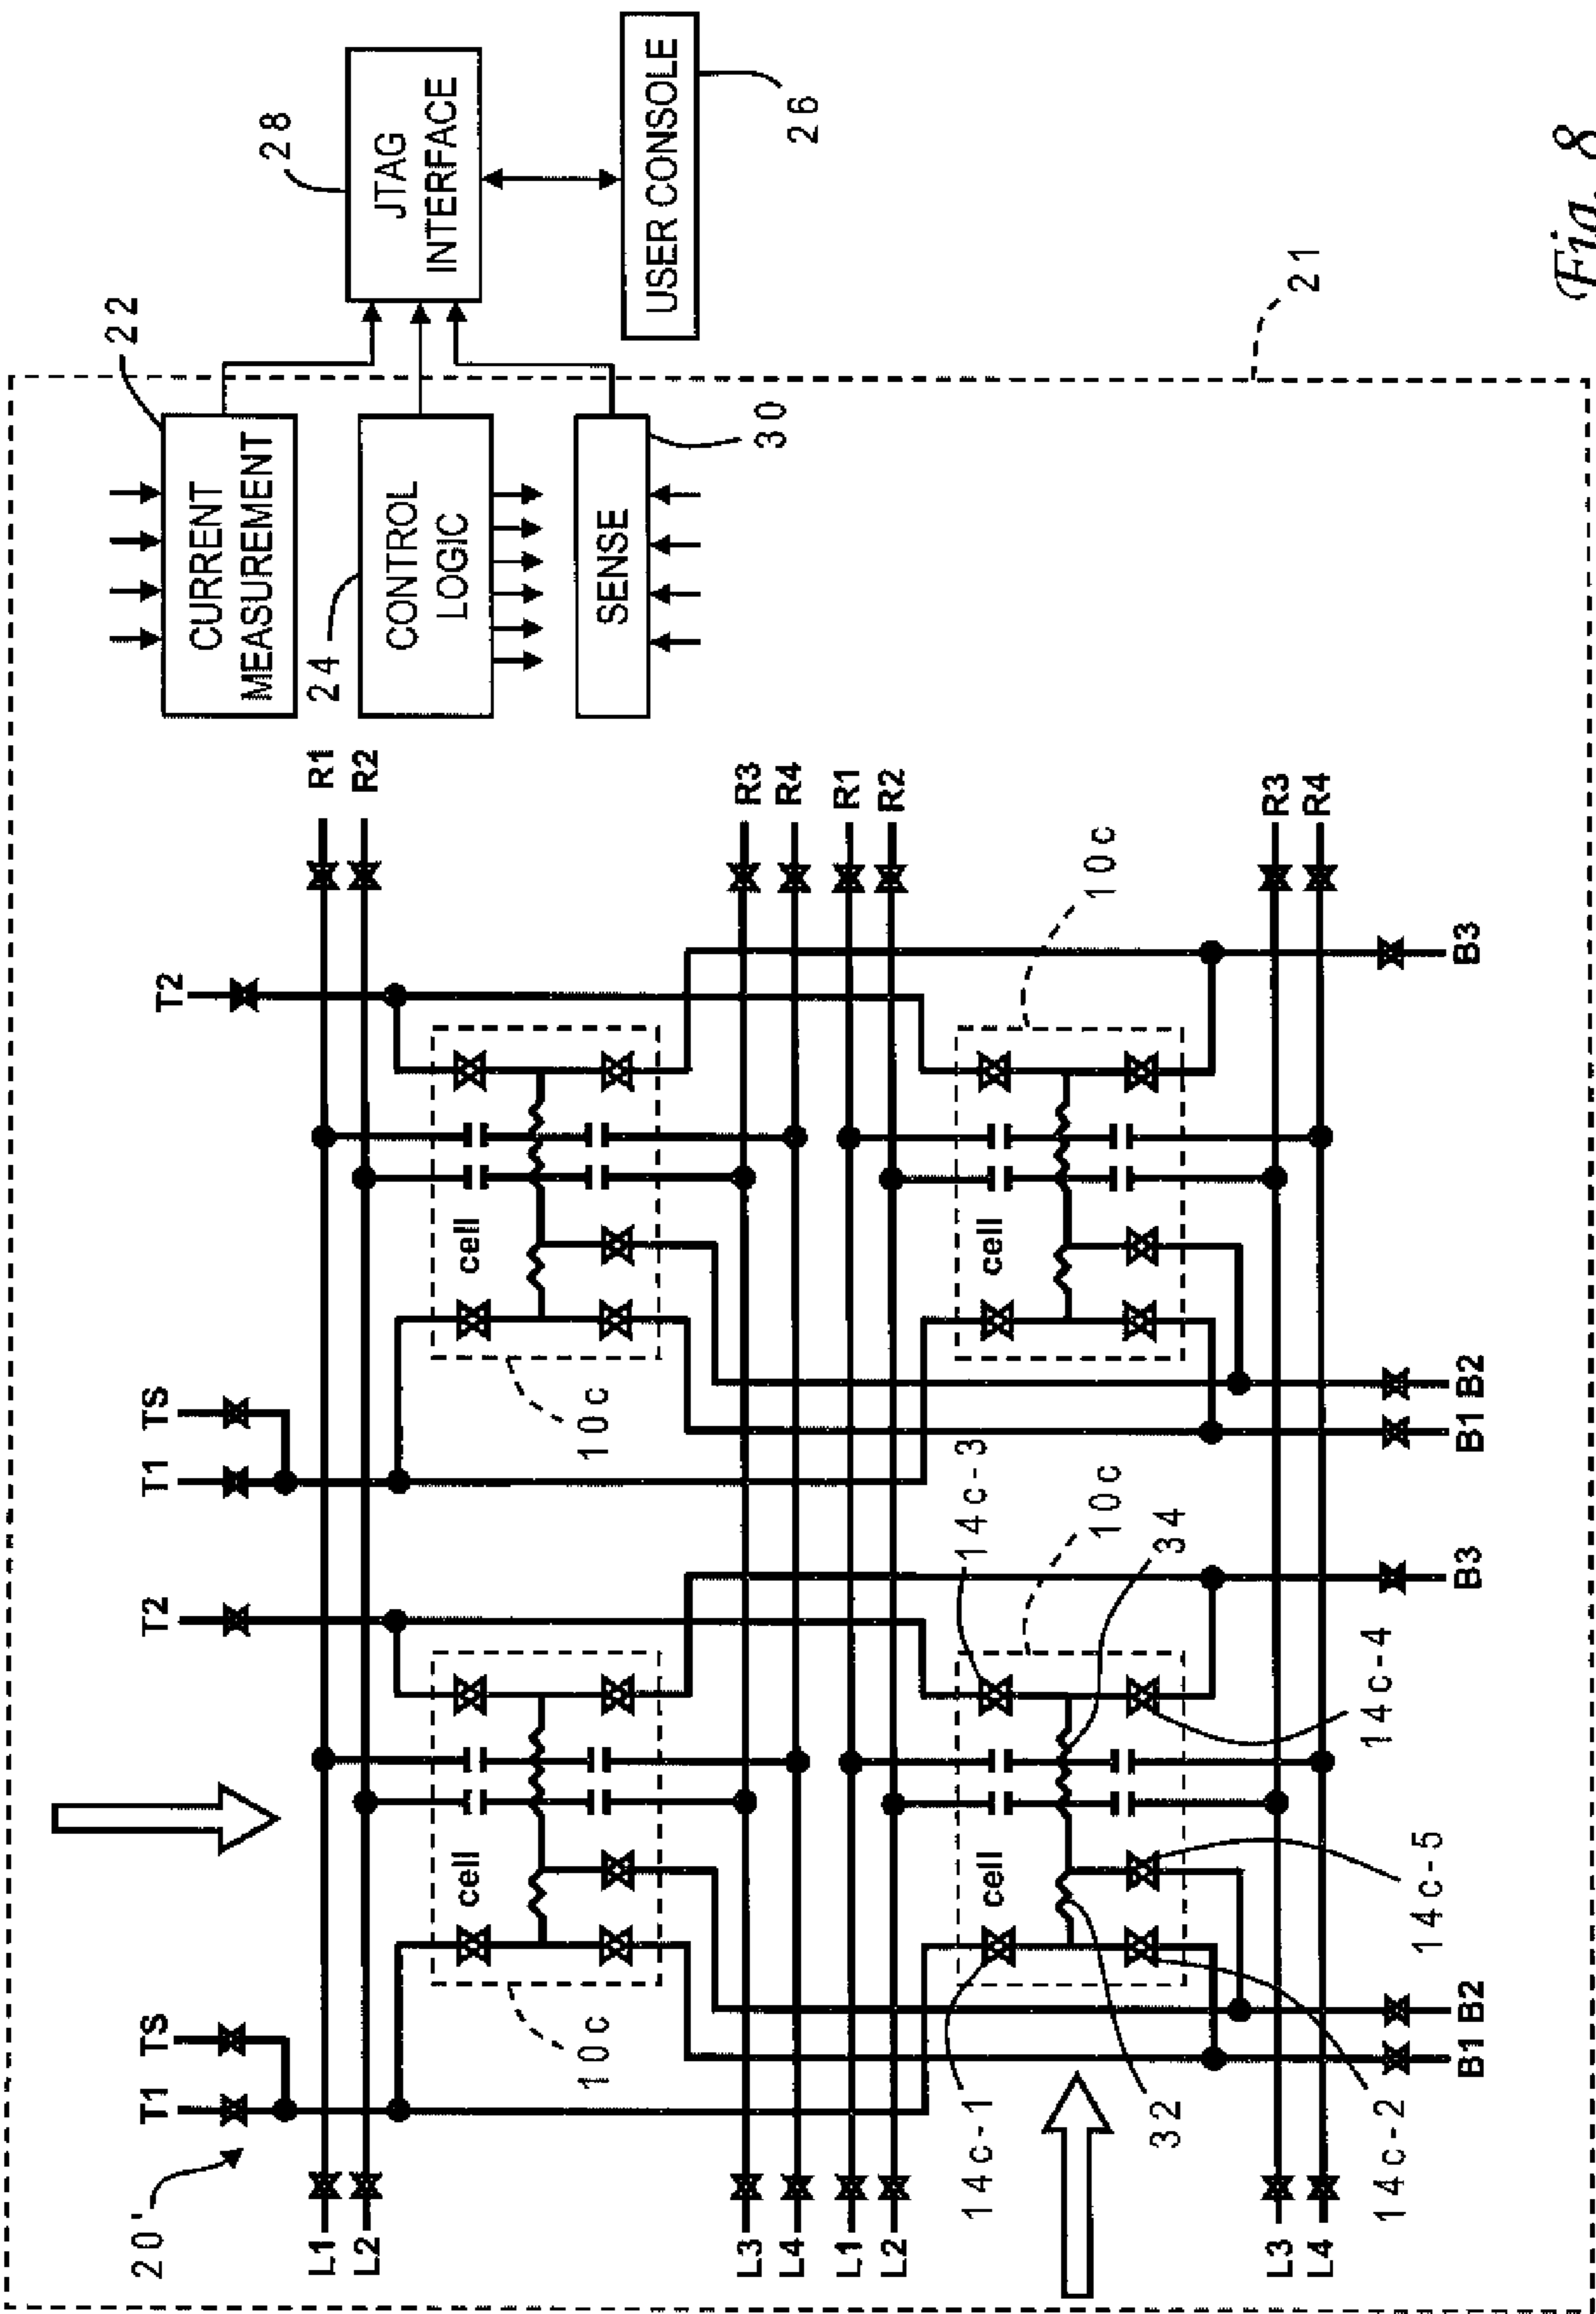 20'
T1
TS
T2
T1
TS
T2
L1
L2
R1
R2
cell
cell
10c
10c
L3
L4
L1
L2
R3
R4
R1
R2
14c-1
14c-3
cell
cell
10c
10c
32
34
14c-2
14c-5
14c-4
L3
L4
R3
R4
B1
B2
B3
B1
B2
B3
22
CURRENT
MEASUREMENT
24
CONTROL
LOGIC
SENSE
30
28
JTAG
INTERFACE
USER CONSOLE
26
21
Fig. 8